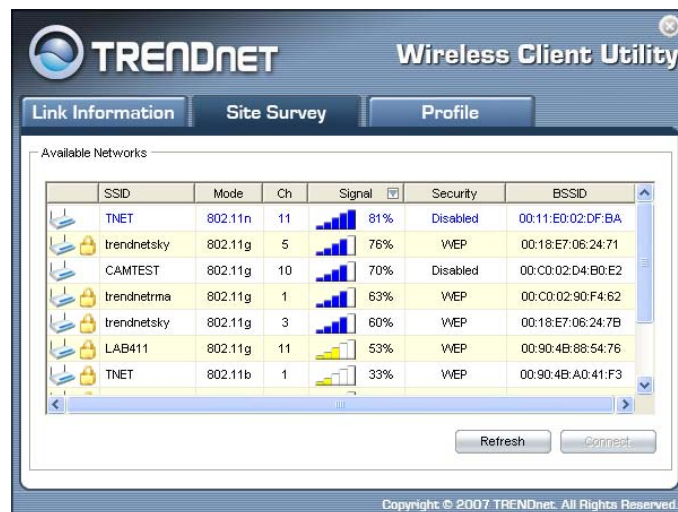 TRENDnet
Wireless Client Utility
Link Information Site Survey Profile
Available Networks
SSID Mode Ch Signal Security BSSID
TNET 802.11n 11 81% Disabled 00:11:E0:02:DF:BA
trendnetsky 802.11g 5 76% WEP 00:18:E7:06:24:71
CAMTEST 802.11g 10 70% Disabled 00:C0:02:D4:B0:E2
trendnetrma 802.11g 1 63% WEP 00:C0:02:90:F4:62
trendnetsky 802.11g 3 60% WEP 00:18:E7:06:24:7B
LAB411 802.11g 11 53% WEP 00:90:4B:88:54:76
TNET 802.11b 1 33% WEP 00:90:4B:A0:41:F3
Refresh Connect
Copyright © 2007 TRENDnet. All Rights Reserved.